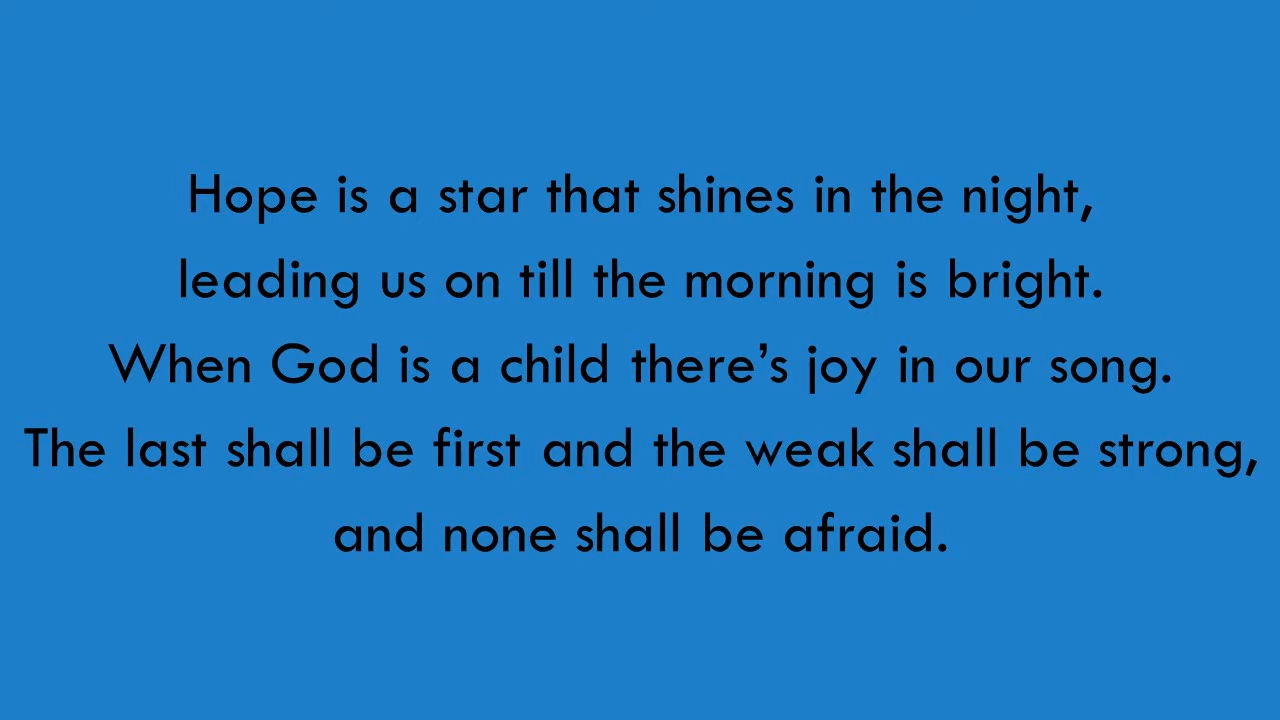 Hope is a star that shines in the night,
leading us on till the morning is bright.
When God is a child there’s joy in our song.
The last shall be first and the weak shall be strong,
and none shall be afraid.